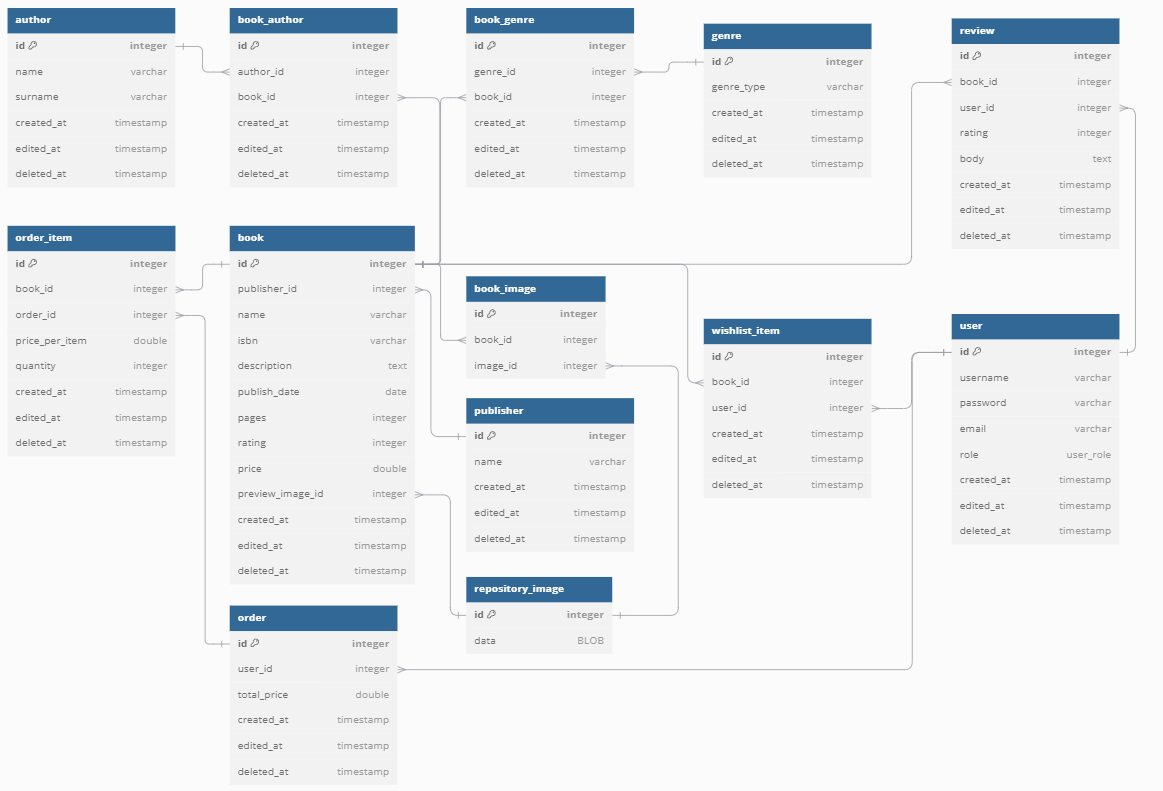 author
id integer
name varchar
surname varchar
created_at timestamp
edited_at timestamp
deleted_at timestamp
book_author
id integer
author_id integer
book_id integer
created_at timestamp
edited_at timestamp
deleted_at timestamp
book_genre
id integer
genre_id integer
book_id integer
created_at timestamp
edited_at timestamp
deleted_at timestamp
genre
id integer
genre_type varchar
created_at timestamp
edited_at timestamp
deleted_at timestamp
review
id integer
book_id integer
user_id integer
rating integer
body text
created_at timestamp
edited_at timestamp
deleted_at timestamp
order_item
id integer
book_id integer
order_id integer
price_per_item double
quantity integer
created_at timestamp
edited_at timestamp
deleted_at timestamp
book
id integer
publisher_id integer
name varchar
isbn varchar
description text
publish_date date
pages integer
rating integer
price double
preview_image_id integer
created_at timestamp
edited_at timestamp
deleted_at timestamp
book_image
id integer
book_id integer
image_id integer
publisher
id integer
name varchar
created_at timestamp
edited_at timestamp
deleted_at timestamp
wishlist_item
id integer
book_id integer
user_id integer
created_at timestamp
edited_at timestamp
deleted_at timestamp
user
id integer
username varchar
password varchar
email varchar
role user_role
created_at timestamp
edited_at timestamp
deleted_at timestamp
repository_image
id integer
data BLOB
order
id integer
user_id integer
total_price double
created_at timestamp
edited_at timestamp
deleted_at timestamp